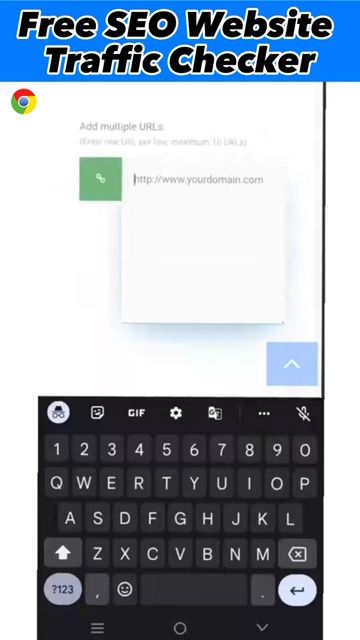 Free SEO Website
Traffic Checker
Add multiple URLs
(Enter one URL per line, maximum 10 URLs)
http://www.yourdomain.com
GIF
1 2 3 4 5 6 7 8 9 0
Q W E R T Y U I O P
A S D F G H J K L
Z X C V B N M
?123 , .